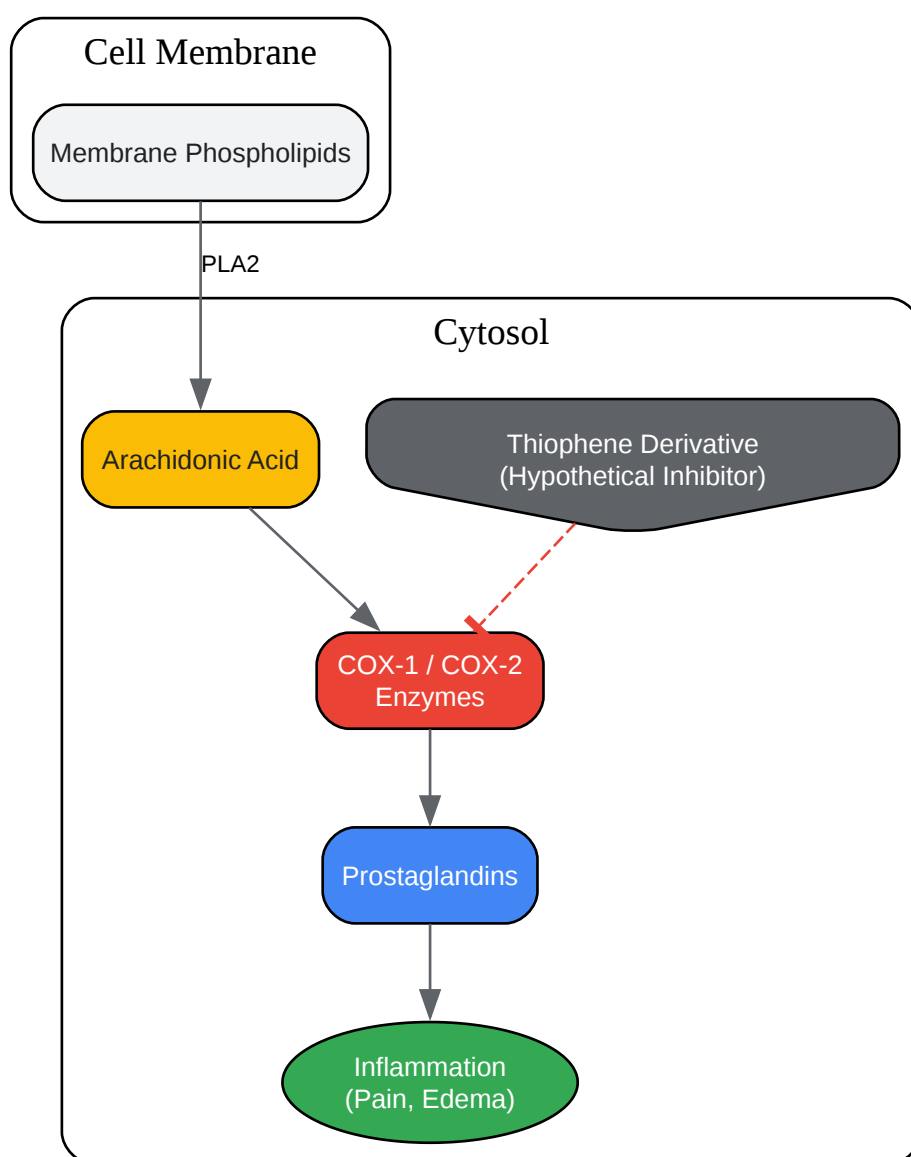 Cell Membrane
Membrane Phospholipids
PLA2
Cytosol
Arachidonic Acid
Thiophene Derivative
(Hypothetical Inhibitor)
COX-1 / COX-2
Enzymes
Prostaglandins
Inflammation
(Pain, Edema)